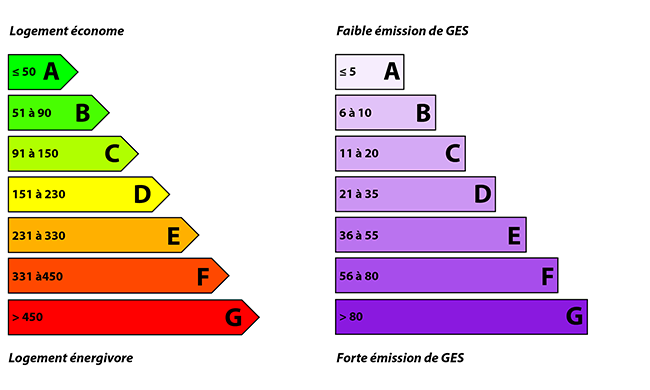 Logement économe
≤ 50 A
51 à 90 B
91 à 150 C
151 à 230 D
231 à 330 E
331 à450 F
> 450 G
Logement énergivore
Faible émission de GES
≤ 5 A
6 à 10 B
11 à 20 C
21 à 35 D
36 à 55 E
56 à 80 F
> 80 G
Forte émission de GES